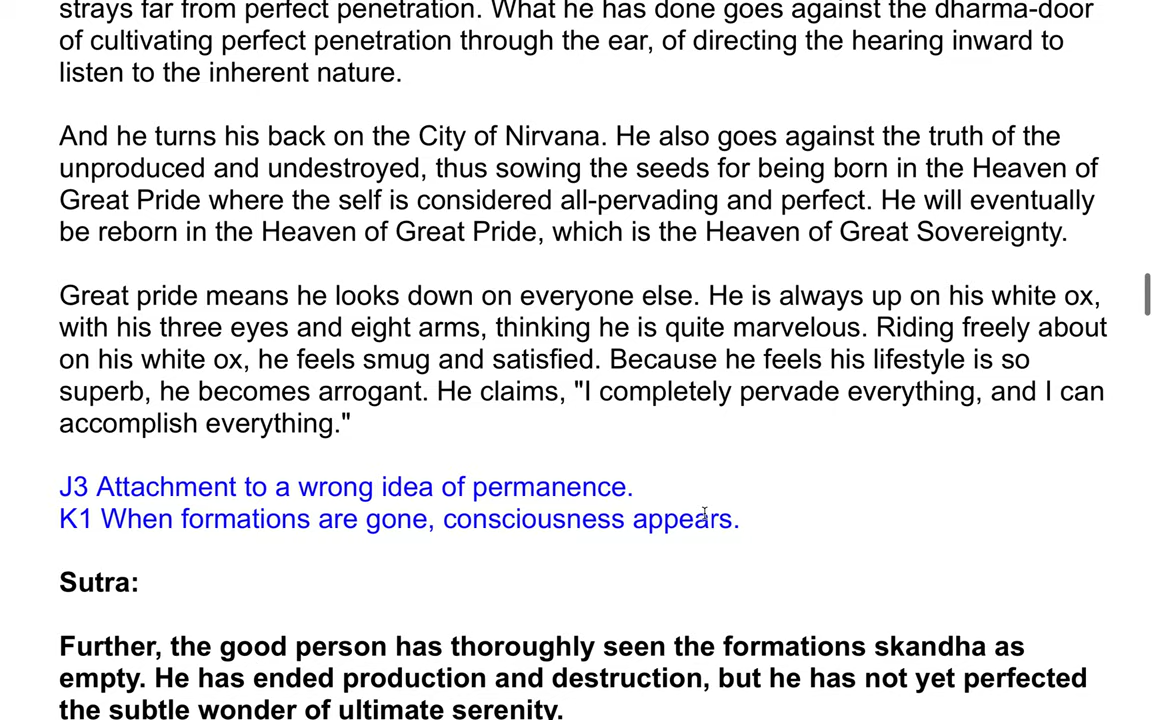 strays far from perfect penetration. What he has done goes against the dharma-door
of cultivating perfect penetration through the ear, of directing the hearing inward to
listen to the inherent nature.
And he turns his back on the City of Nirvana. He also goes against the truth of the
unproduced and undestroyed, thus sowing the seeds for being born in the Heaven of
Great Pride where the self is considered all-pervading and perfect. He will eventually
be reborn in the Heaven of Great Pride, which is the Heaven of Great Sovereignty.
Great pride means he looks down on everyone else. He is always up on his white ox,
with his three eyes and eight arms, thinking he is quite marvelous. Riding freely about
on his white ox, he feels smug and satisfied. Because he feels his lifestyle is so
superb, he becomes arrogant. He claims, "I completely pervade everything, and I can
accomplish everything."
J3 Attachment to a wrong idea of permanence.
K1 When formations are gone, consciousness appears.
Sutra:
Further, the good person has thoroughly seen the formations skandha as
empty. He has ended production and destruction, but he has not yet perfected
the subtle wonder of ultimate serenity.